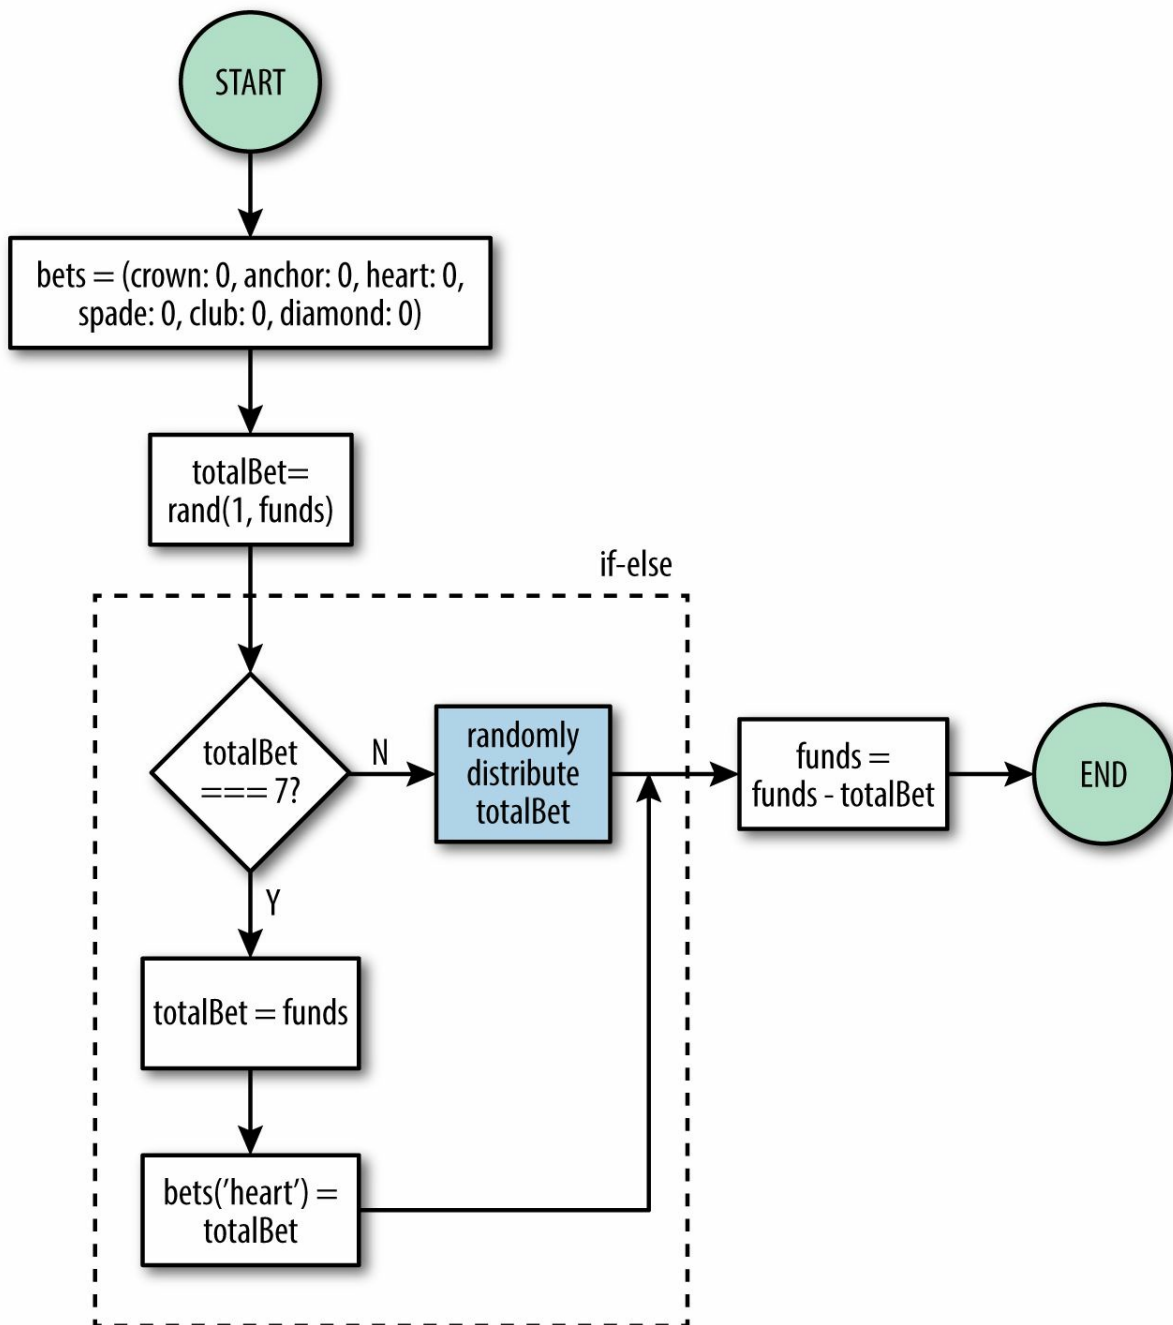 START
bets = (crown: 0, anchor: 0, heart: 0,
spade: 0, club: 0, diamond: 0)
totalBet=
rand(1, funds)
if-else
totalBet
=== 7?
N
randomly
distribute
totalBet
funds =
funds - totalBet
END
Y
totalBet = funds
bets(’heart’) =
totalBet